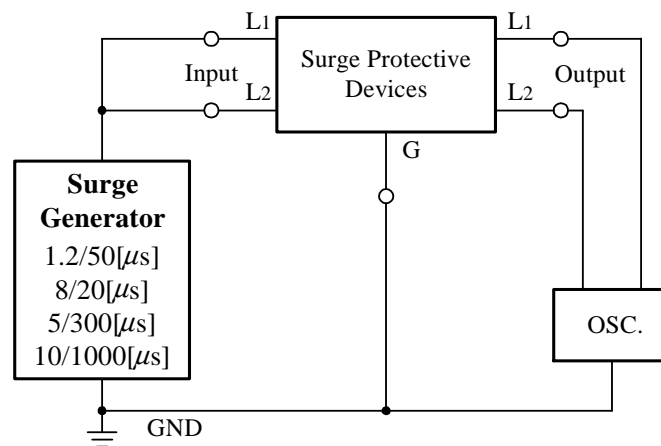 L1
L1
Input
Surge Protective
Devices
Output
L2
L2
G
Surge
Generator
1.2/50[μs]
8/20[μs]
5/300[μs]
10/1000[μs]
OSC.
GND